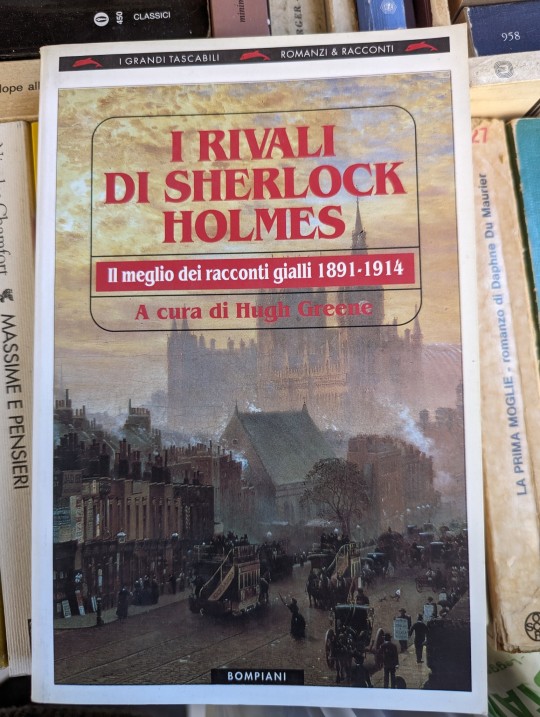 450 CLASSICI
958
I GRANDI TASCABILI
ROMANZI & RACCONTI
I RIVALI
DI SHERLOCK
HOLMES
Il meglio dei racconti gialli 1891-1914
A cura di Hugh Greene
BOMPIANI
Chamfort
MASSIME E PENSIERI
27
LA PRIMA MOGLIE - romanzo di Daphne Du Maurier